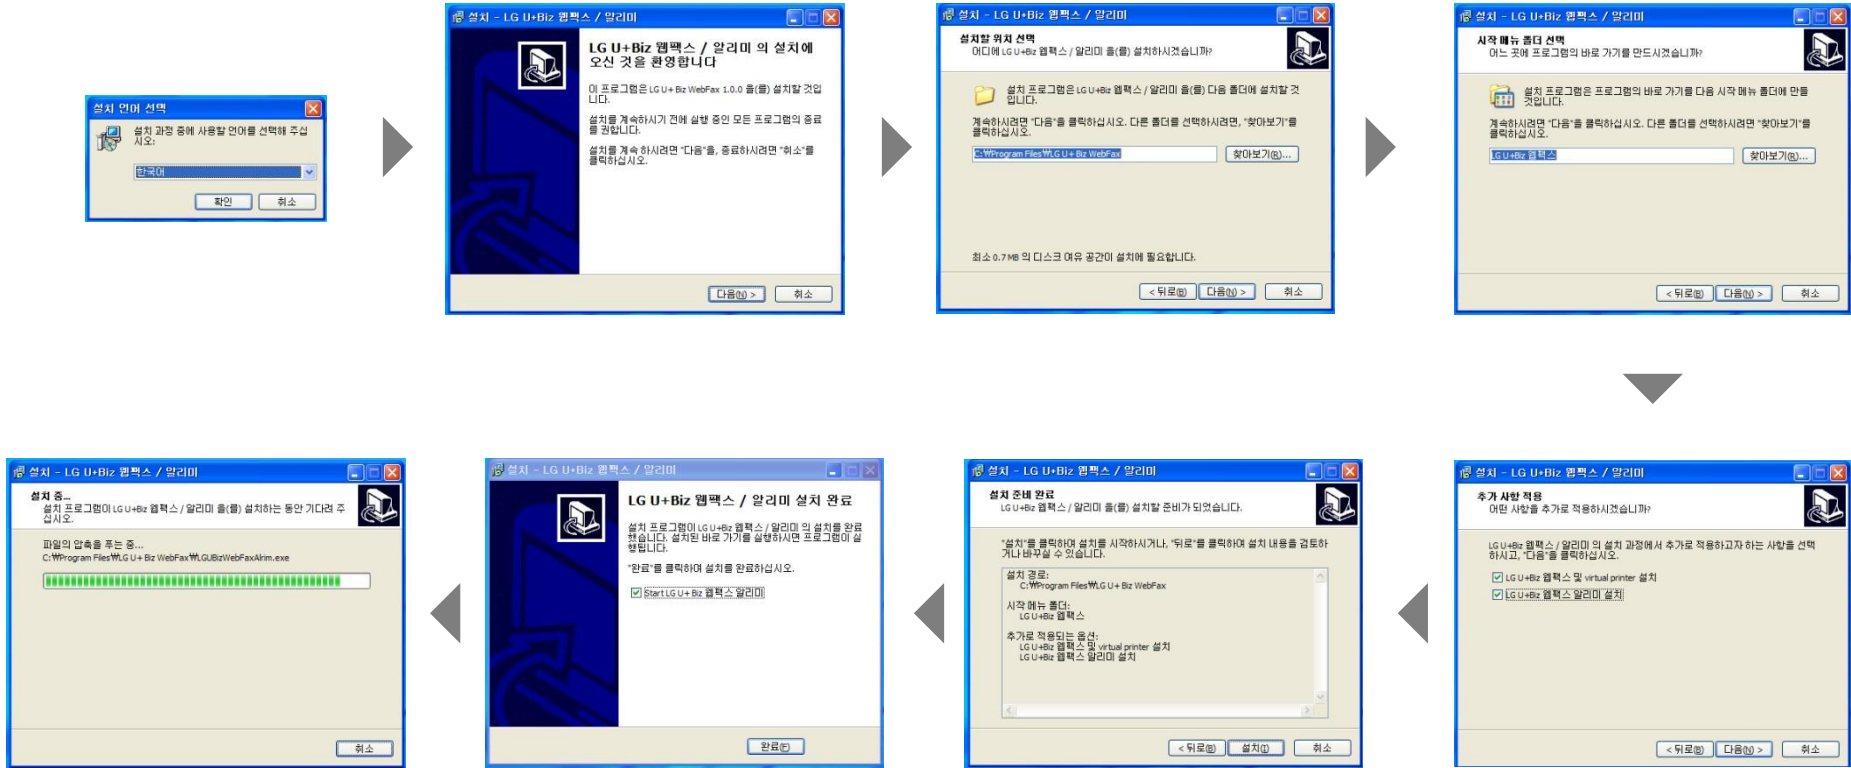 설치 언어 선택
설치 과정 중에 사용할 언어를 선택해 주십
시오:
한국어
확인
취소
설치 - LG U+Biz 웹팩스 / 알리미
LG U+Biz 웹팩스 / 알리미 의 설치에
오신 것을 환영합니다
이 프로그램은 LG U+ Biz WebFax 1.0.0 을(를) 설치할 것입
니다.
설치를 계속하시기 전에 실행 중인 모든 프로그램의 종료
를 권합니다.
설치를 계속 하시려면 "다음"을, 종료하시려면 "취소"를
클릭하십시오.
다음(N) >
취소
설치 - LG U+Biz 웹팩스 / 알리미
설치할 위치 선택
어디에 LG U+Biz 웹팩스 / 알리미 을(를) 설치하시겠습니까?
설치 프로그램은 LG U+Biz 웹팩스 / 알리미 을(를) 다음 폴더에 설치할 것
입니다.
계속하시려면 "다음"을 클릭하십시오. 다른 폴더를 선택하시려면, "찾아보기"를
클릭하십시오.
C:₩Program Files₩LG U+ Biz WebFax
찾아보기(R)...
최소 0.7 MB 의 디스크 여유 공간이 설치에 필요합니다.
< 뒤로(B)
다음(N) >
취소
설치 - LG U+Biz 웹팩스 / 알리미
시작 메뉴 폴더 선택
어느 곳에 프로그램의 바로 가기를 만드시겠습니까?
설치 프로그램은 프로그램의 바로 가기를 다음 시작 메뉴 폴더에 만들
것입니다.
계속하시려면 "다음"을 클릭하십시오. 다른 폴더를 선택하시려면 "찾아보기"를
클릭하십시오.
LG U+Biz 웹팩스
찾아보기(R)...
< 뒤로(B)
다음(N) >
취소
설치 - LG U+Biz 웹팩스 / 알리미
추가 사항 적용
어떤 사항을 추가로 적용하시겠습니까?
LG U+Biz 웹팩스 / 알리미 의 설치 과정에서 추가로 적용하고자 하는 사항을 선택
하시고, "다음"을 클릭하십시오.
LG U+Biz 웹팩스 및 virtual printer 설치
LG U+Biz 웹팩스 알리미 설치
< 뒤로(B)
다음(N) >
취소
설치 - LG U+Biz 웹팩스 / 알리미
설치 준비 완료
LG U+Biz 웹팩스 / 알리미 을(를) 설치할 준비가 되었습니다.
"설치"를 클릭하여 설치를 시작하시거나, "뒤로"를 클릭하여 설치 내용을 검토하
거나 바꾸실 수 있습니다.
설치 경로:
C:₩Program Files₩LG U+ Biz WebFax
시작 메뉴 폴더:
LG U+Biz 웹팩스
추가로 적용되는 옵션:
LG U+Biz 웹팩스 및 virtual printer 설치
LG U+Biz 웹팩스 알리미 설치
< 뒤로(B)
설치(I)
취소
설치 - LG U+Biz 웹팩스 / 알리미
LG U+Biz 웹팩스 / 알리미 설치 완료
설치 프로그램이 LG U+Biz 웹팩스 / 알리미 의 설치를 완료
했습니다. 설치된 바로 가기를 실행하시면 프로그램이 실
행됩니다.
"완료"를 클릭하여 설치를 완료하십시오.
Start LG U+ Biz 웹팩스 알리미
완료(F)
설치 - LG U+Biz 웹팩스 / 알리미
설치 중...
설치 프로그램이 LG U+Biz 웹팩스 / 알리미 을(를) 설치하는 동안 기다려 주
십시오.
파일의 압축을 푸는 중...
C:₩Program Files₩LG U+ Biz WebFax₩LGUBizWebFaxAlrim.exe
취소